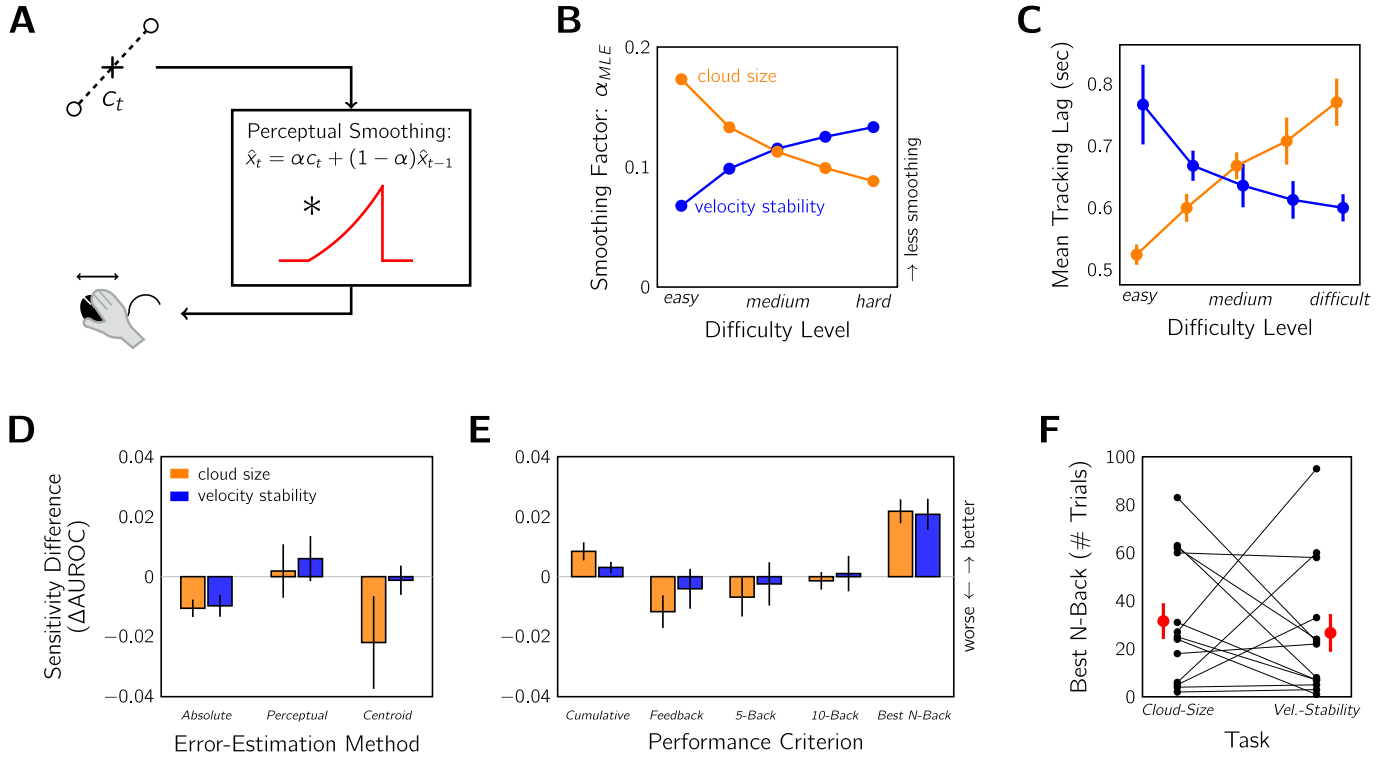 A
c_t
Perceptual Smoothing:
x̂_t = αc_t + (1 − α)x̂_{t−1}
*
B
Smoothing Factor: α_MLE
0.2
0.1
0
cloud size
velocity stability
easy
medium
hard
Difficulty Level
→ less smoothing
C
Mean Tracking Lag (sec)
0.8
0.7
0.6
0.5
easy
medium
difficult
Difficulty Level
D
Sensitivity Difference
(ΔAUROC)
0.04
0.02
0
−0.02
−0.04
cloud size
velocity stability
Absolute
Perceptual
Centroid
Error-Estimation Method
E
0.04
0.02
0
−0.02
−0.04
Cumulative
Feedback
5-Back
10-Back
Best N-Back
Performance Criterion
worse ← → better
F
Best N-Back (# Trials)
100
80
60
40
20
0
Cloud-Size
Vel.-Stability
Task